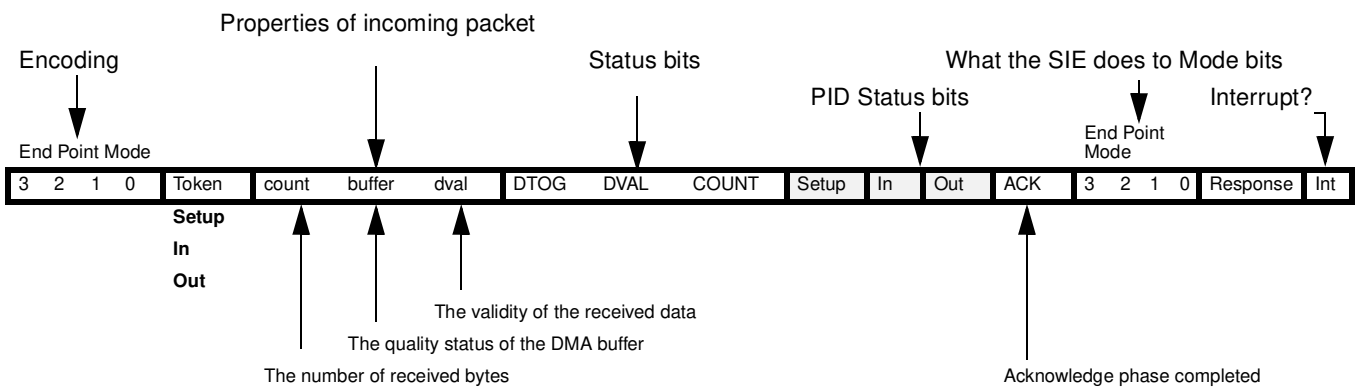 Properties of incoming packet
Encoding
Status bits
What the SIE does to Mode bits
PID Status bits
Interrupt?
End Point Mode
End Point
Mode
3 2 1 0 Token count buffer dval DTOG DVAL COUNT Setup In Out ACK 3 2 1 0 Response Int
Setup
In
Out
The validity of the received data
The quality status of the DMA buffer
The number of received bytes
Acknowledge phase completed